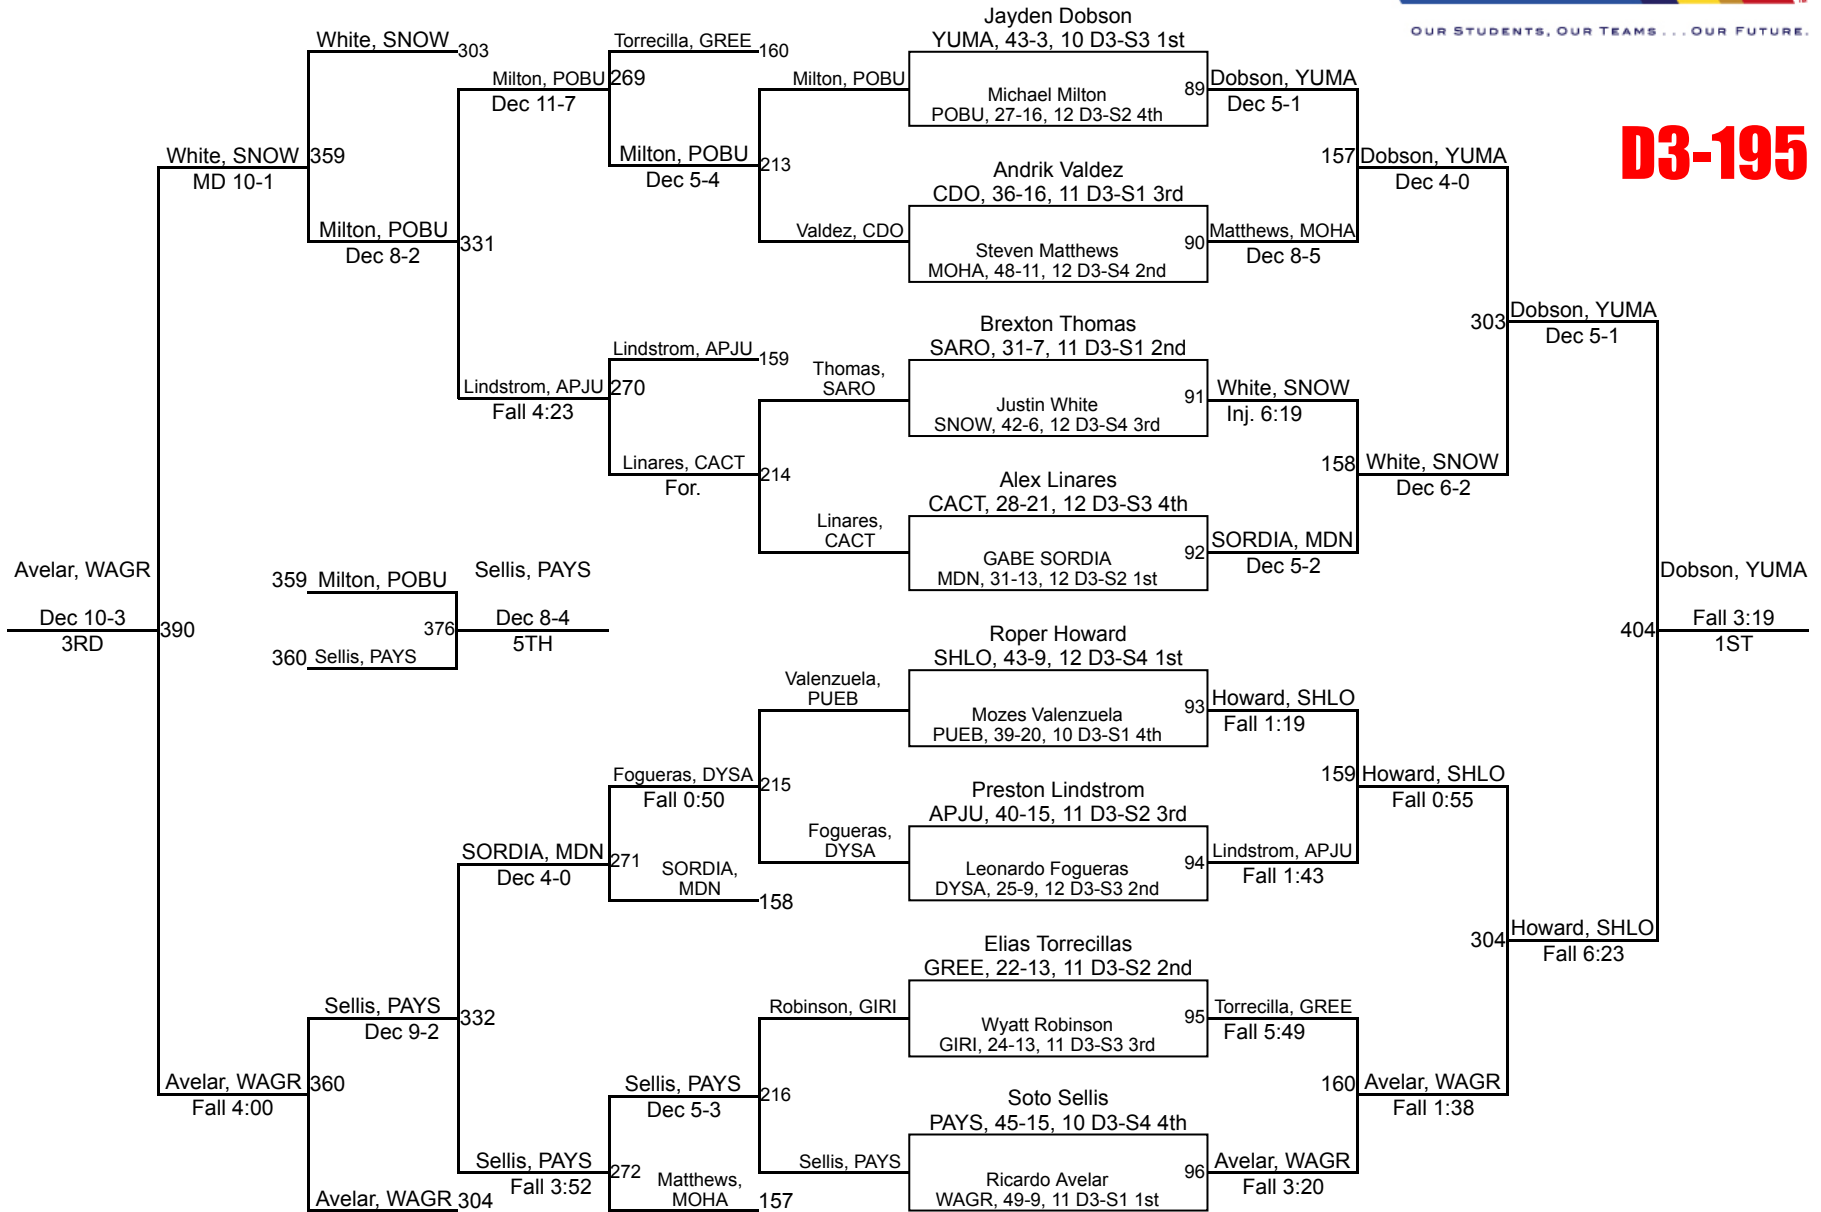 OUR STUDENTS, OUR TEAMS . . . OUR FUTURE.
D3-195
Jayden Dobson
YUMA, 43-3, 10 D3-S3 1st
Michael Milton
POBU, 27-16, 12 D3-S2 4th
89
Andrik Valdez
CDO, 36-16, 11 D3-S1 3rd
Steven Matthews
MOHA, 48-11, 12 D3-S4 2nd
90
Brexton Thomas
SARO, 31-7, 11 D3-S1 2nd
Justin White
SNOW, 42-6, 12 D3-S4 3rd
91
Alex Linares
CACT, 28-21, 12 D3-S3 4th
GABE SORDIA
MDN, 31-13, 12 D3-S2 1st
92
Roper Howard
SHLO, 43-9, 12 D3-S4 1st
Mozes Valenzuela
PUEB, 39-20, 10 D3-S1 4th
93
Preston Lindstrom
APJU, 40-15, 11 D3-S2 3rd
Leonardo Fogueras
DYSA, 25-9, 12 D3-S3 2nd
94
Elias Torrecillas
GREE, 22-13, 11 D3-S2 2nd
Wyatt Robinson
GIRI, 24-13, 11 D3-S3 3rd
95
Soto Sellis
PAYS, 45-15, 10 D3-S4 4th
Ricardo Avelar
WAGR, 49-9, 11 D3-S1 1st
96
Dobson, YUMA
Dec 5-1
Matthews, MOHA
Dec 8-5
White, SNOW
Inj. 6:19
SORDIA, MDN
Dec 5-2
Howard, SHLO
Fall 1:19
Lindstrom, APJU
Fall 1:43
Torrecilla, GREE
Fall 5:49
Avelar, WAGR
Fall 3:20
157
Dobson, YUMA
Dec 4-0
158
White, SNOW
Dec 6-2
159
Howard, SHLO
Fall 0:55
160
Avelar, WAGR
Fall 1:38
303
Dobson, YUMA
Dec 5-1
304
Howard, SHLO
Fall 6:23
404
Dobson, YUMA
Fall 3:19
1ST
Milton, POBU
Valdez, CDO
Thomas,
SARO
Linares,
CACT
Valenzuela,
PUEB
Fogueras,
DYSA
Robinson, GIRI
Sellis, PAYS
Torrecilla, GREE
160
Milton, POBU
Dec 5-4
213
Lindstrom, APJU
159
Linares, CACT
For.
214
Fogueras, DYSA
Fall 0:50
215
SORDIA,
MDN
158
Sellis, PAYS
Dec 5-3
216
Matthews,
MOHA
157
Milton, POBU
Dec 11-7
269
Lindstrom, APJU
Fall 4:23
270
SORDIA, MDN
Dec 4-0
271
Sellis, PAYS
Fall 3:52
272
White, SNOW
303
Milton, POBU
Dec 8-2
331
Sellis, PAYS
Dec 9-2
332
Avelar, WAGR
304
White, SNOW
MD 10-1
359
Avelar, WAGR
Fall 4:00
360
Avelar, WAGR
Dec 10-3
3RD
390
359 Milton, POBU
360 Sellis, PAYS
376
Sellis, PAYS
Dec 8-4
5TH